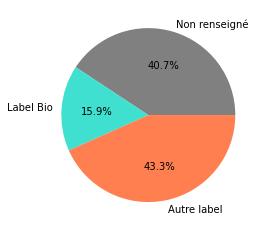 Non renseigné
40.7%
Label Bio
15.9%
43.3%
Autre label